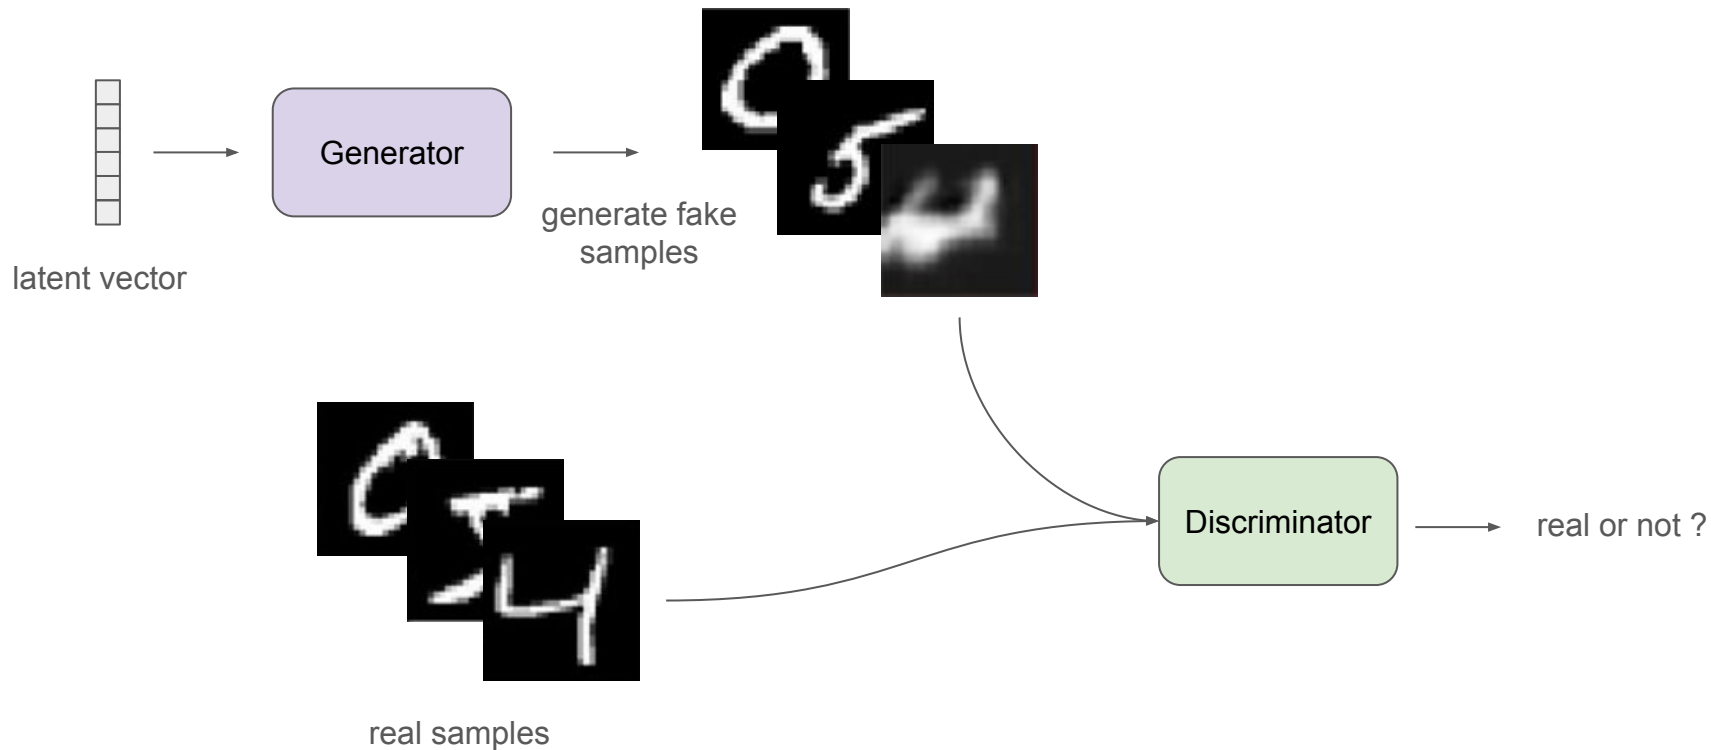 Generator
generate fake
samples
latent vector
Discriminator
real or not ?
real samples